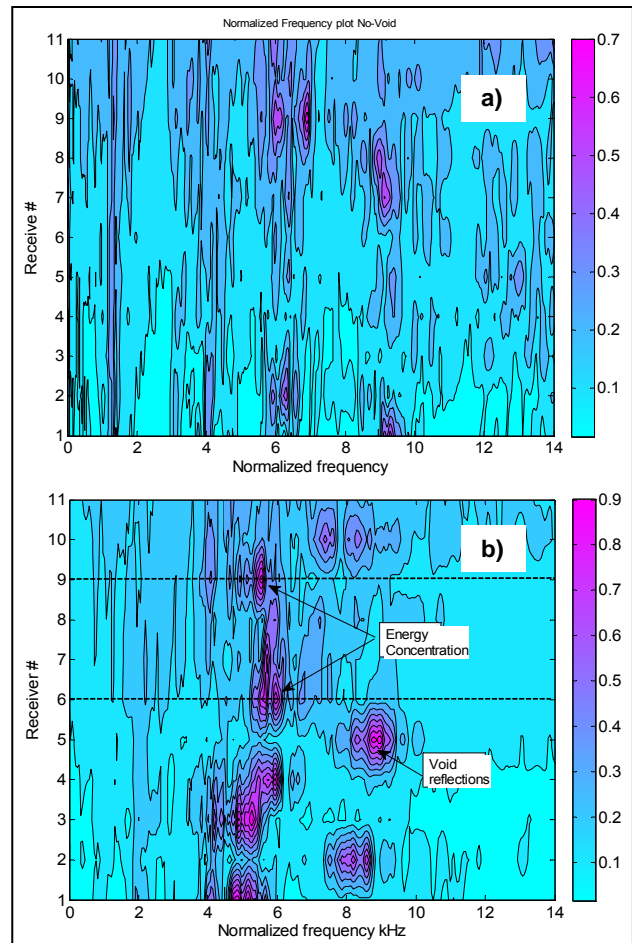 Normalized Frequency plot No-Void
11
10
9
8
7
6
5
4
3
2
1
Receive #
a)
0 2 4 6 8 10 12 14
Normalized frequency
0.7
0.6
0.5
0.4
0.3
0.2
0.1
11
10
9
8
7
6
5
4
3
2
1
Receiver #
b)
Energy
Concentration
Void
reflections
0 2 4 6 8 10 12 14
Normalized frequency kHz
0.9
0.8
0.7
0.6
0.5
0.4
0.3
0.2
0.1